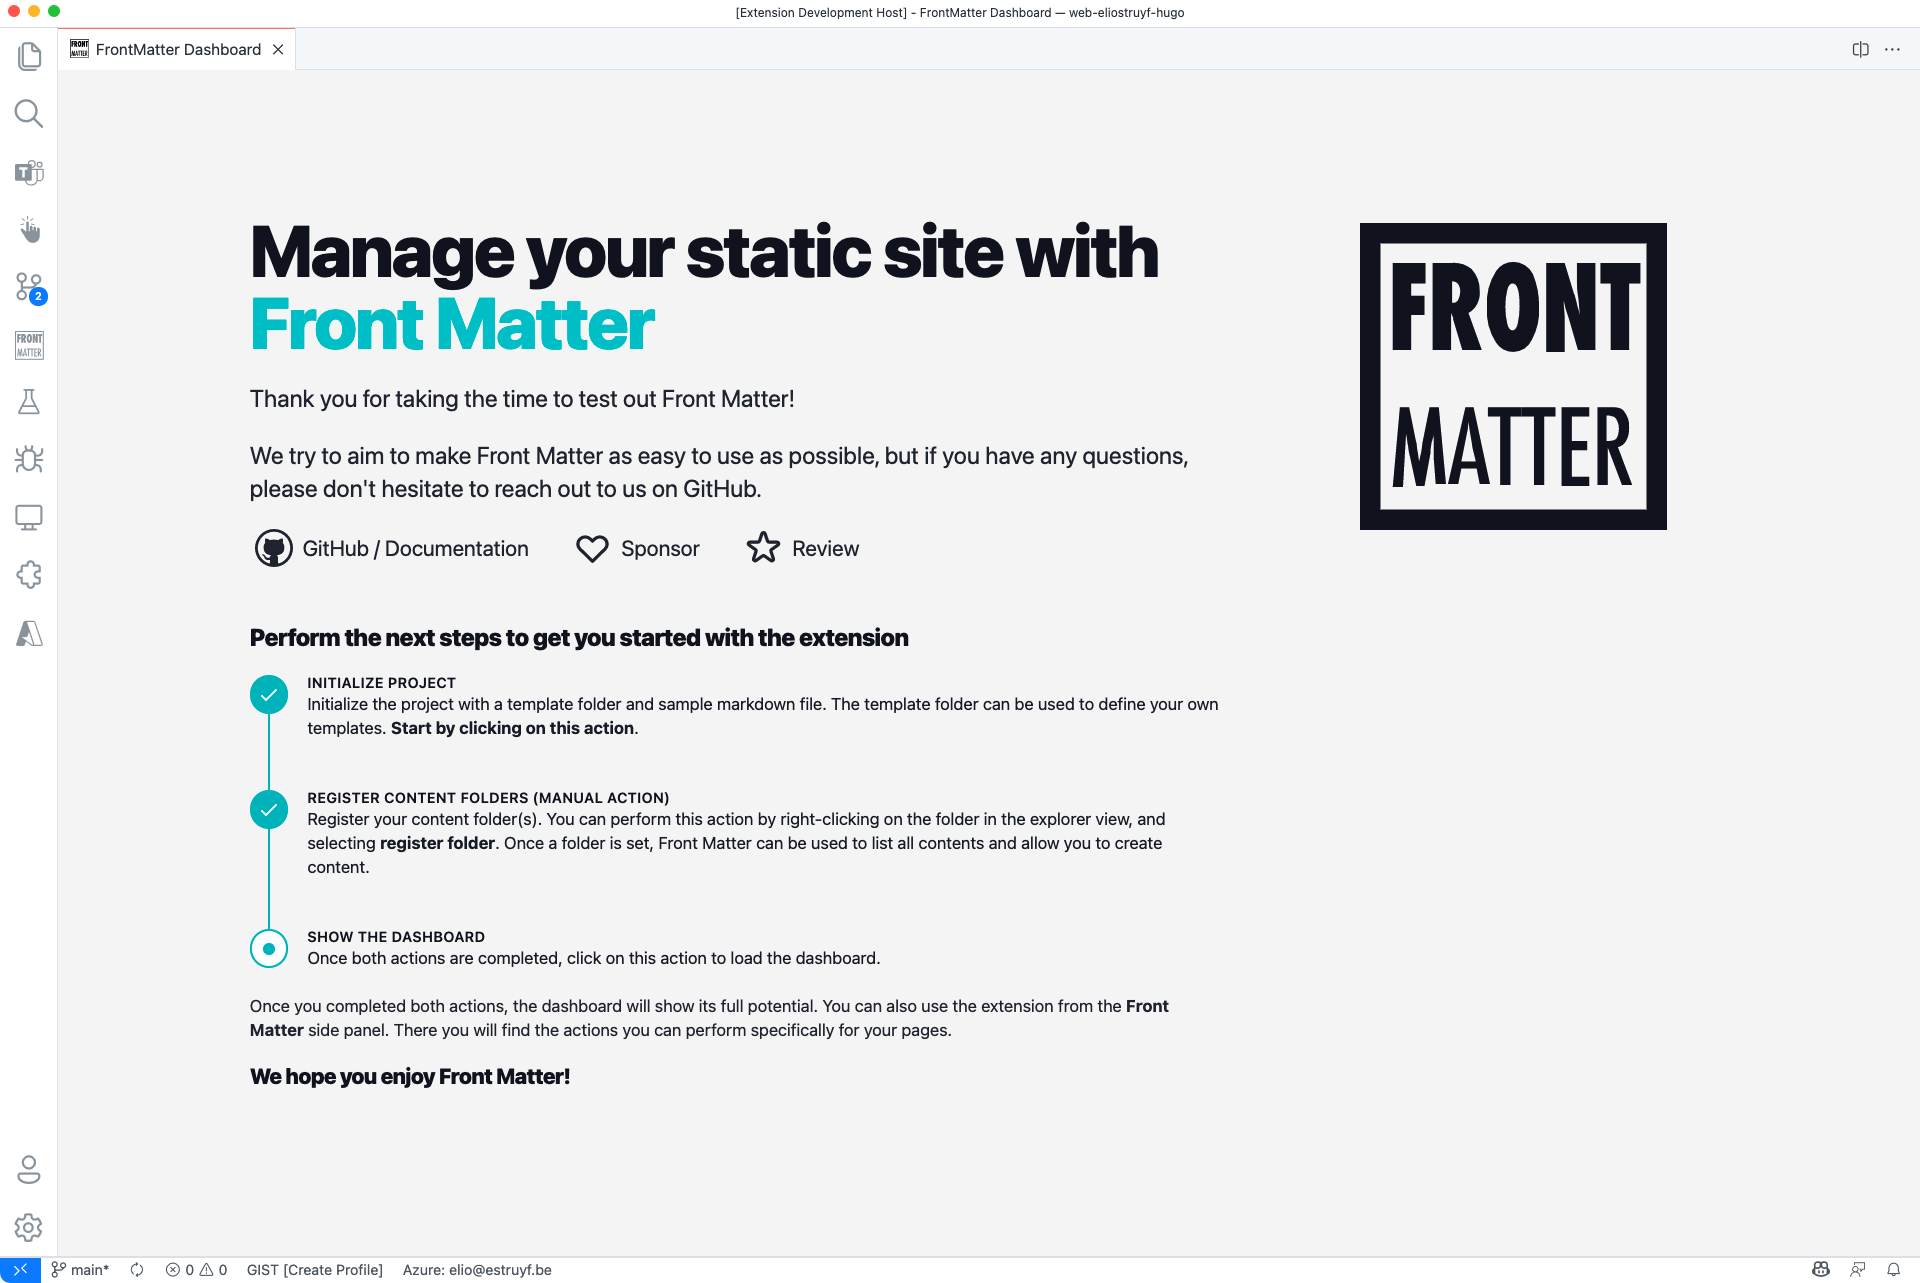 [Extension Development Host] - FrontMatter Dashboard — web-eliostruyf-hugo
FRONT
MATTER
FrontMatter Dashboard
T
2
FRONT
MATTER
Manage your static site with
Front Matter
Thank you for taking the time to test out Front Matter!
We try to aim to make Front Matter as easy to use as possible, but if you have any questions,
please don't hesitate to reach out to us on GitHub.
GitHub / Documentation
Sponsor
Review
FRONT
MATTER
Perform the next steps to get you started with the extension
INITIALIZE PROJECT
Initialize the project with a template folder and sample markdown file. The template folder can be used to define your own
templates. Start by clicking on this action.
REGISTER CONTENT FOLDERS (MANUAL ACTION)
Register your content folder(s). You can perform this action by right-clicking on the folder in the explorer view, and
selecting register folder. Once a folder is set, Front Matter can be used to list all contents and allow you to create
content.
SHOW THE DASHBOARD
Once both actions are completed, click on this action to load the dashboard.
Once you completed both actions, the dashboard will show its full potential. You can also use the extension from the Front
Matter side panel. There you will find the actions you can perform specifically for your pages.
We hope you enjoy Front Matter!
main* 0 0 GIST [Create Profile] Azure: elio@estruyf.be